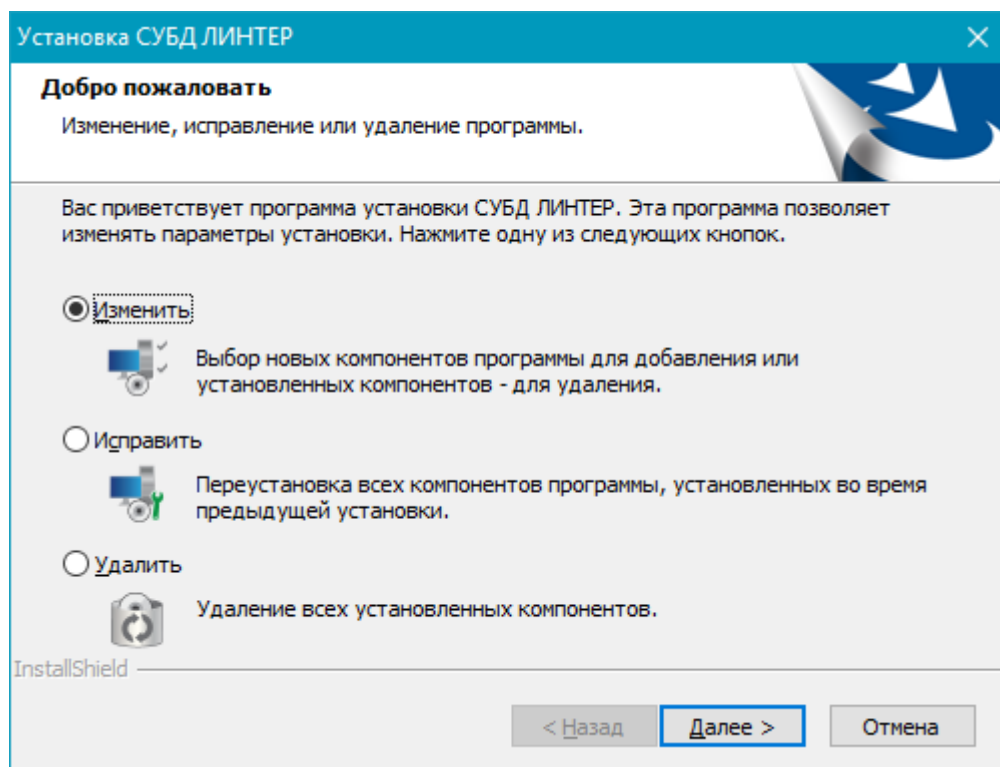 Установка СУБД ЛИНТЕР
Добро пожаловать
Изменение, исправление или удаление программы.
Вас приветствует программа установки СУБД ЛИНТЕР. Эта программа позволяет
изменять параметры установки. Нажмите одну из следующих кнопок.
Изменить
Выбор новых компонентов программы для добавления или
установленных компонентов - для удаления.
Исправить
Переустановка всех компонентов программы, установленных во время
предыдущей установки.
Удалить
Удаление всех установленных компонентов.
InstallShield
< Назад Далее > Отмена